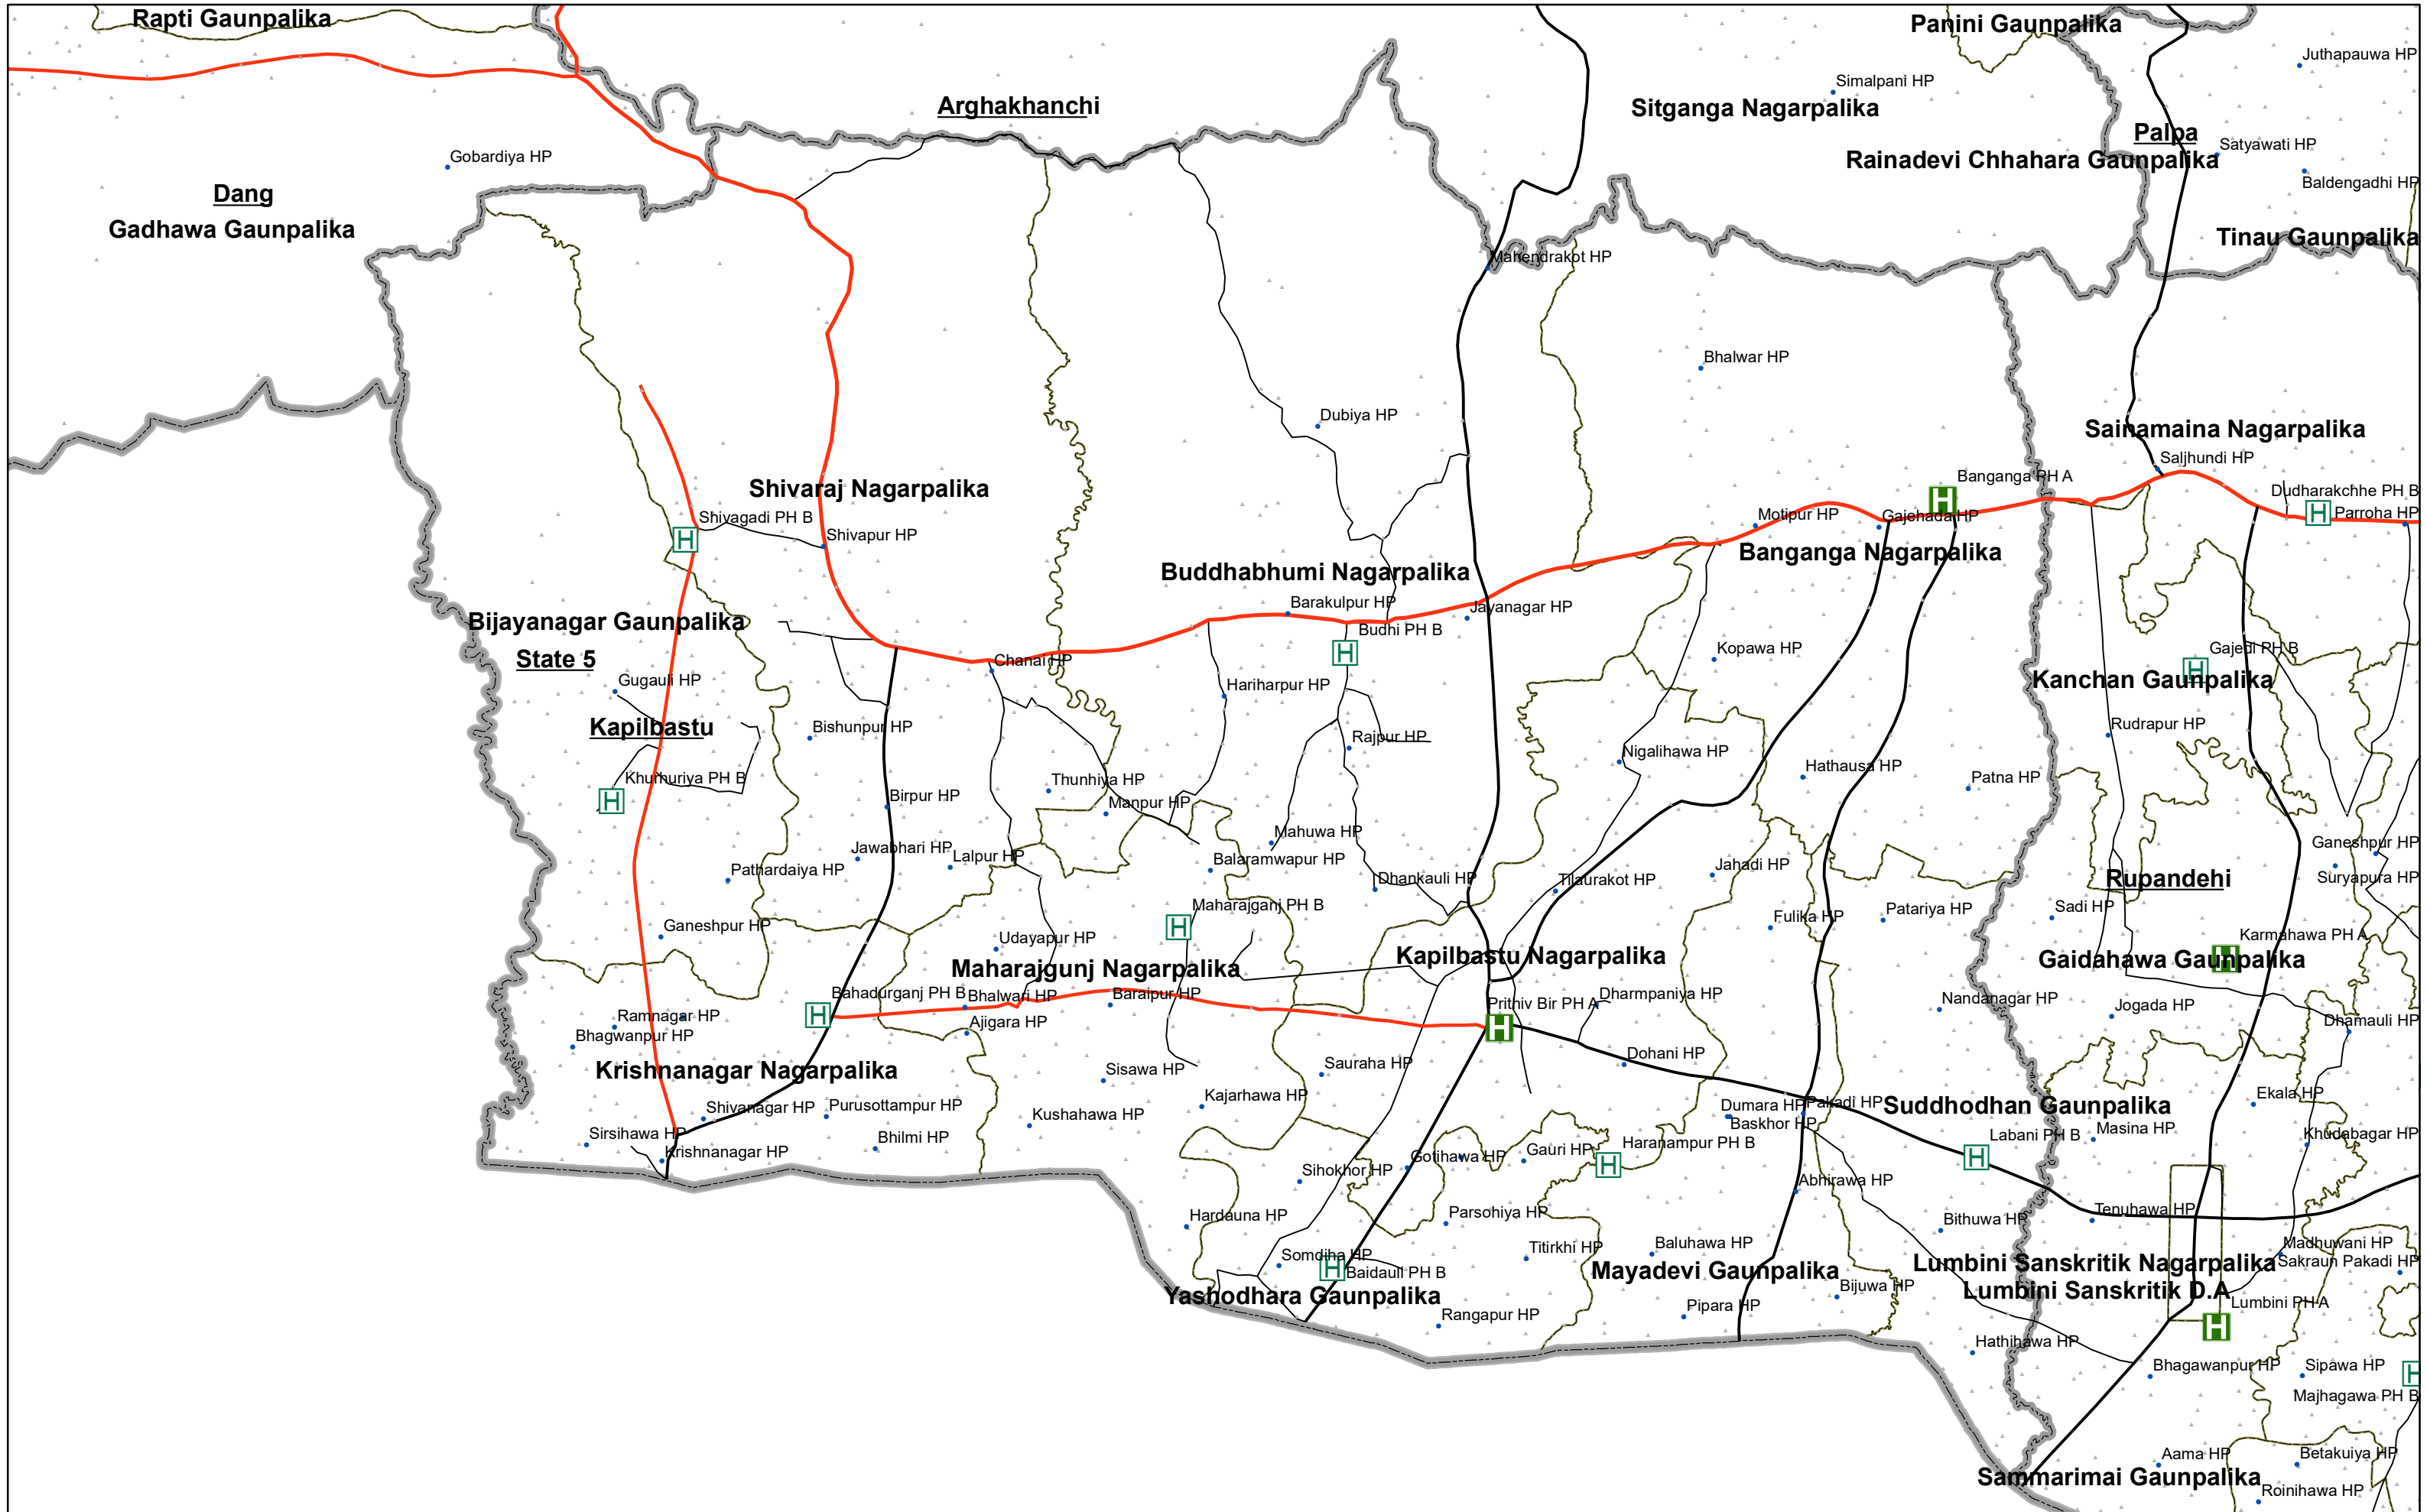 Rapti Gaunpalika
Panini Gaunpalika
Juthapauwa HP
Simalpani HP
Arghakhanchi
Sitganga Nagarpalika
Palpa
Satyawati HP
Gobardiya HP
Rainadevi Chhahara Gaunpalika
Baldengadhi HP
Dang
Gadhawa Gaunpalika
Tinau Gaunpalika
Mahendrakot HP
Bhalwar HP
Dubiya HP
Sainamaina Nagarpalika
Saljhundi HP
Banganga PH A
Shivaraj Nagarpalika
Dudharakchhe PH B
Shivagadi PH B
Parroha HP
Motipur HP
Gajehada HP
Shivapur HP
Banganga Nagarpalika
Buddhabhumi Nagarpalika
Barakulpur HP
Jayanagar HP
Bijayanagar Gaunpalika
Budhi PH B
State 5
Chanai HP
Kopawa HP
Gajedi PH B
Kanchan Gaunpalika
Gugauli HP
Hariharpur HP
Kapilbastu
Bishunpur HP
Rudrapur HP
Rajpur HP
Nigalihawa HP
Khurhuriya PH B
Thunhiya HP
Hathausa HP
Patna HP
Birpur HP
Manpur HP
Mahuwa HP
Ganeshpur HP
Jawabhari HP
Lalpur HP
Balaramwapur HP
Pathardaiya HP
Jahadi HP
Dhankauli HP
Tilaurakot HP
Rupandehi
Suryapura HP
Maharajganj PH B
Fulika HP
Patariya HP
Sadi HP
Ganeshpur HP
Udayapur HP
Karmahawa PH A
Kapilbastu Nagarpalika
Gaidahawa Gaunpalika
Maharajgunj Nagarpalika
Bahadurganj PH B
Bhalwari HP
Baraipur HP
Prithiv Bir PH A
Dharmpaniya HP
Nandanagar HP
Jogada HP
Ramnagar HP
Ajigara HP
Dhamauli HP
Bhagwanpur HP
Dohani HP
Sauraha HP
Krishnanagar Nagarpalika
Sisawa HP
Ekala HP
Kajarhawa HP
Shivanagar HP
Purusottampur HP
Kushahawa HP
Dumara HP
Pakadi HP
Suddhodhan Gaunpalika
Baskhor HP
Masina HP
Sirsihawa HP
Bhilmi HP
Labani PH B
Khudabagar HP
Haranampur PH B
Gauri HP
Krishnanagar HP
Gotihawa HP
Sihokhor HP
Abhirawa HP
Hardauna HP
Parsohiya HP
Bithuwa HP
Tenuhawa HP
Titirkhi HP
Baluhawa HP
Madhuwani HP
Somdiha HP
Sakraun Pakadi HP
Lumbini Sanskritik Nagarpalika
Baidauli PH B
Mayadevi Gaunpalika
Bijuwa HP
Lumbini Sanskritik D.A
Yashodhara Gaunpalika
Lumbini PH A
Rangapur HP
Pipara HP
Hathihawa HP
Bhagawanpur HP
Sipawa HP
Majhagawa PH B
Aama HP
Betakuiya HP
Sammarimai Gaunpalika
Roinihawa HP